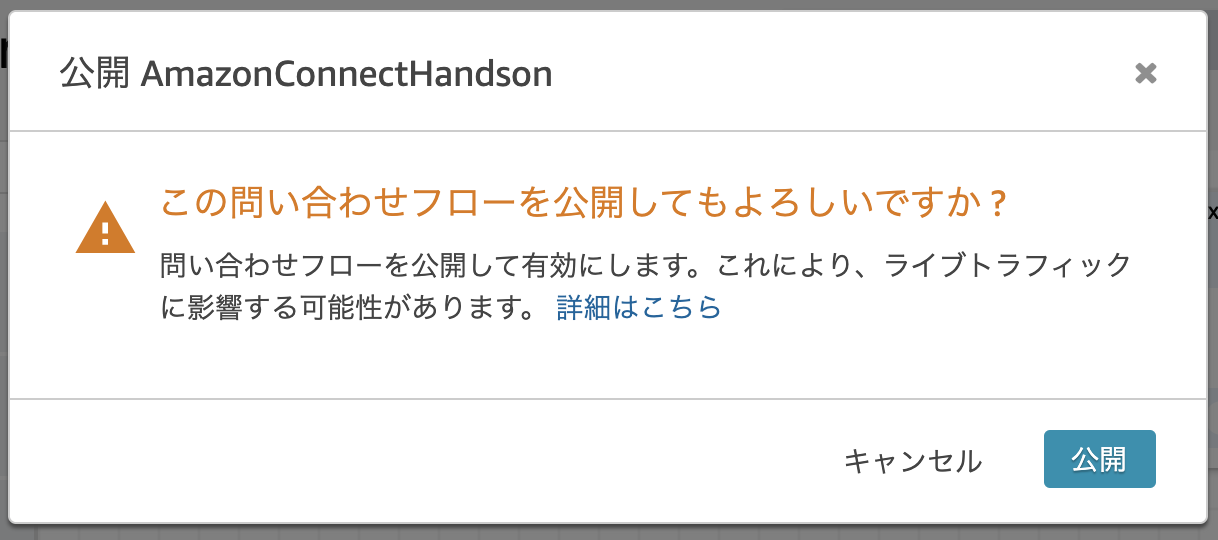 公開 AmazonConnectHandson
この問い合わせフローを公開してもよろしいですか？
問い合わせフローを公開して有効にします。これにより、ライブトラフィック
に影響する可能性があります。 詳細はこちら
キャンセル
公開